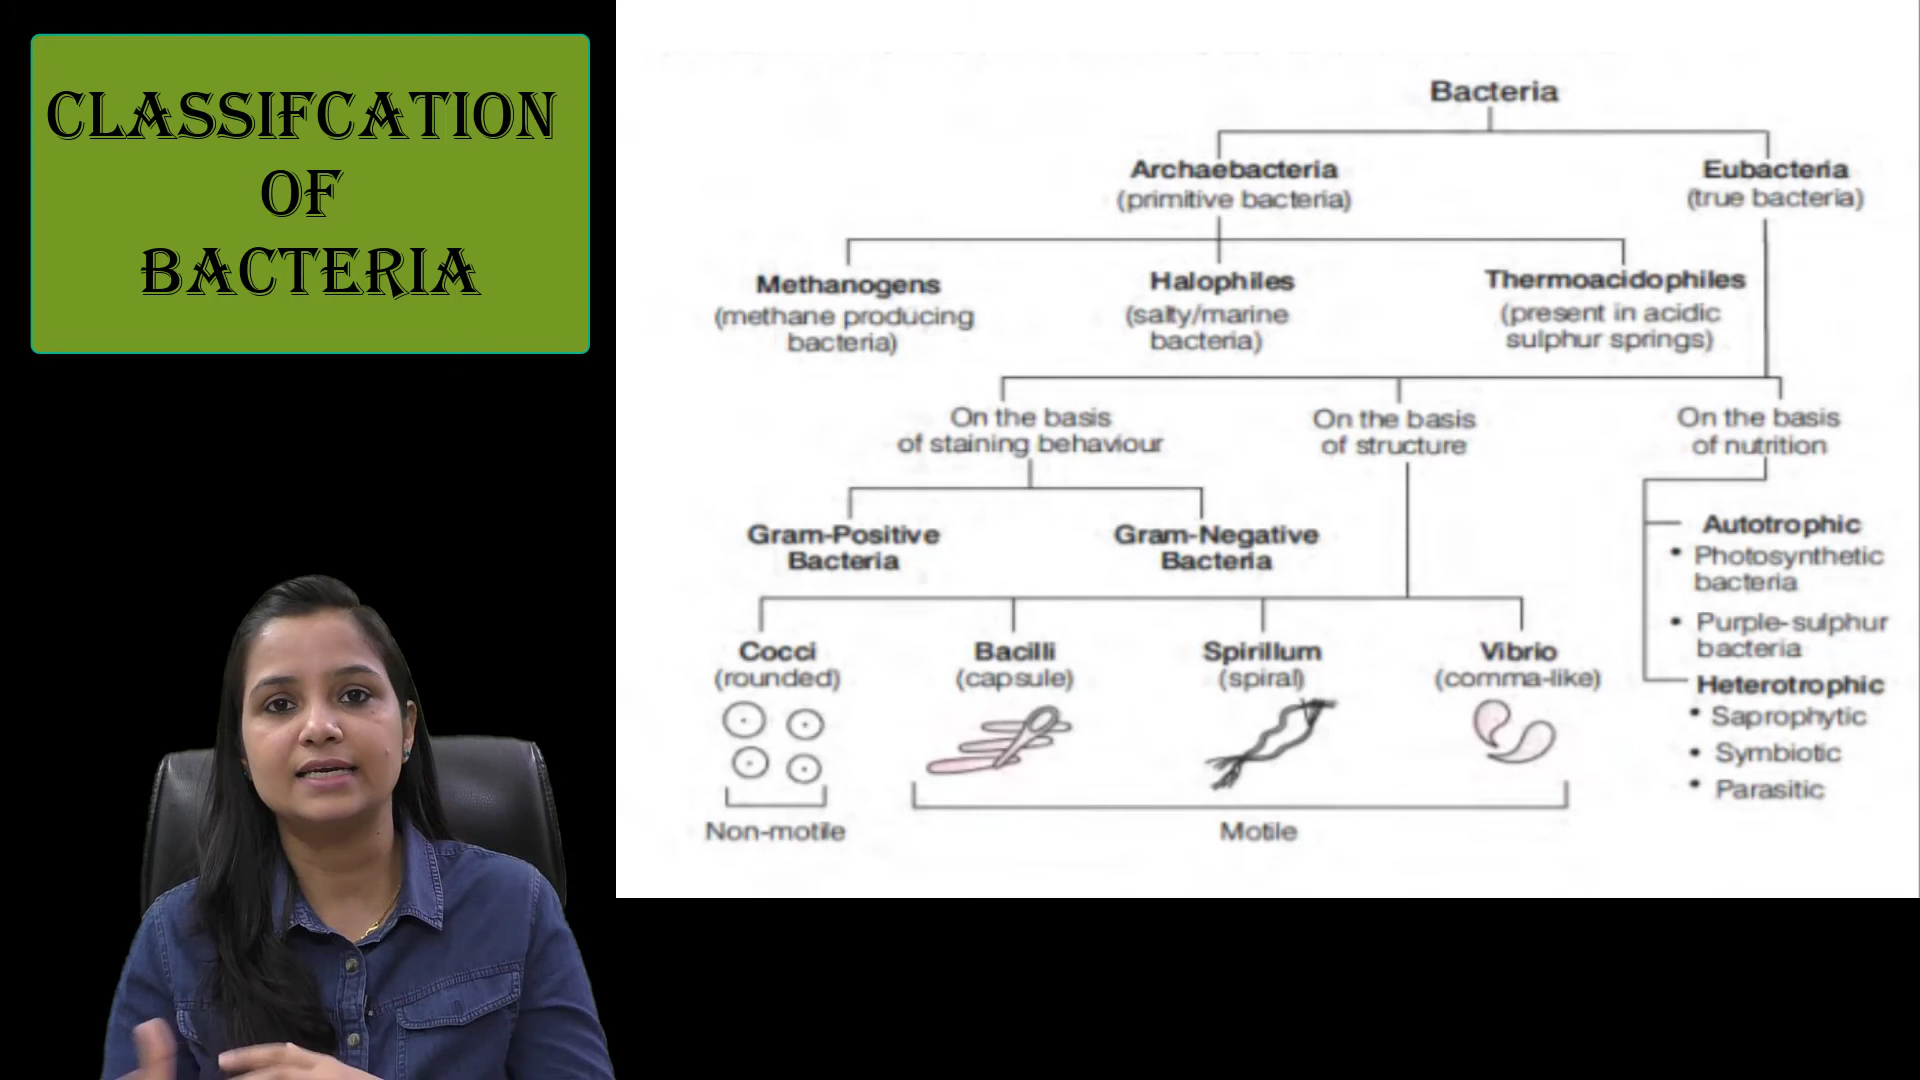 CLASSIFCATION
OF
BACTERIA
Bacteria
Archaebacteria
(primitive bacteria)
Eubacteria
(true bacteria)
Methanogens
(methane producing
bacteria)
Halophiles
(salty/marine
bacteria)
Thermoacidophiles
(present in acidic
sulphur springs)
On the basis
of staining behaviour
On the basis
of structure
On the basis
of nutrition
Gram-Positive
Bacteria
Gram-Negative
Bacteria
Autotrophic
• Photosynthetic
bacteria
• Purple-sulphur
bacteria
Heterotrophic
• Saprophytic
• Symbiotic
• Parasitic
Cocci
(rounded)
Bacilli
(capsule)
Spirillum
(spiral)
Vibrio
(comma-like)
Non-motile
Motile